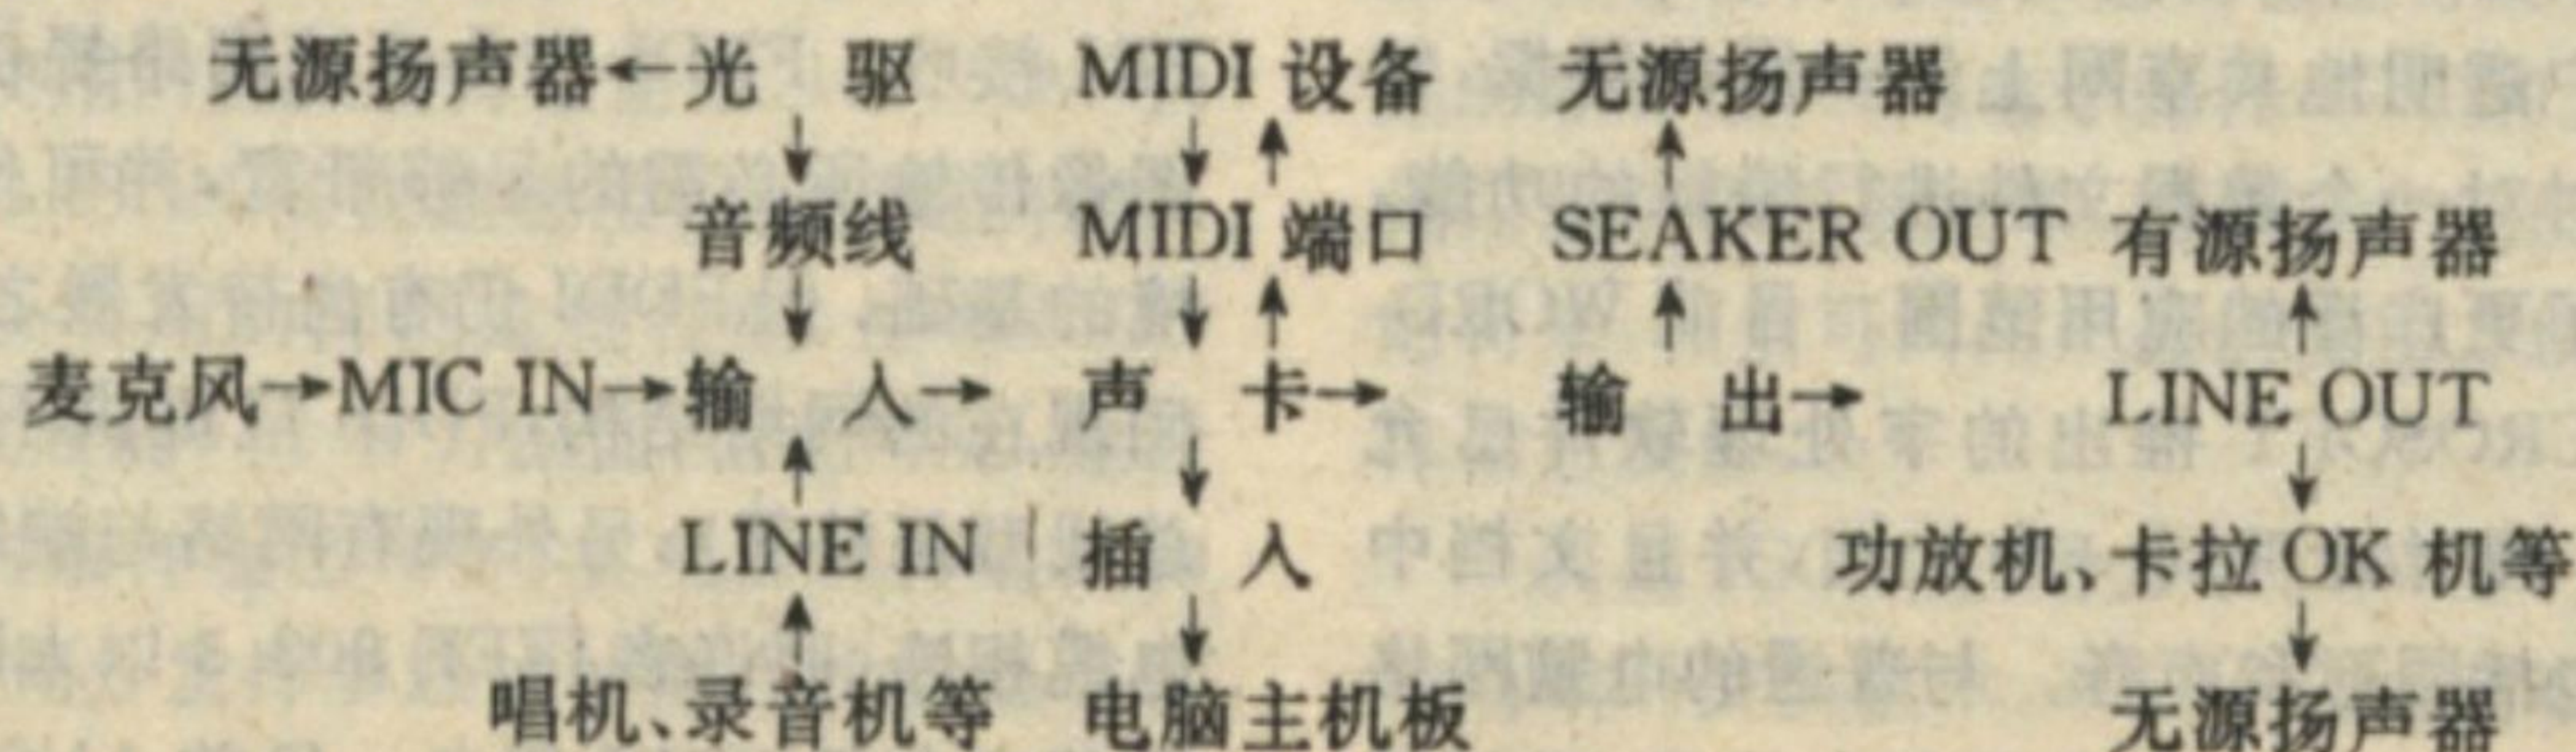 无源扬声器←光 驱 MIDI 设备 无源扬声器
↓ ↓ ↑ ↑
音频线 MIDI 端口 SEAKER OUT 有源扬声器
↓ ↓ ↑ ↑ ↑
麦克风→MIC IN→输 入→ 声 卡→ 输 出→ LINE OUT
↑ ↓ ↓
LINE IN 插 入 功放机、卡拉 OK 机等
↑ ↓ ↓
唱机、录音机等 电脑主机板 无源扬声器